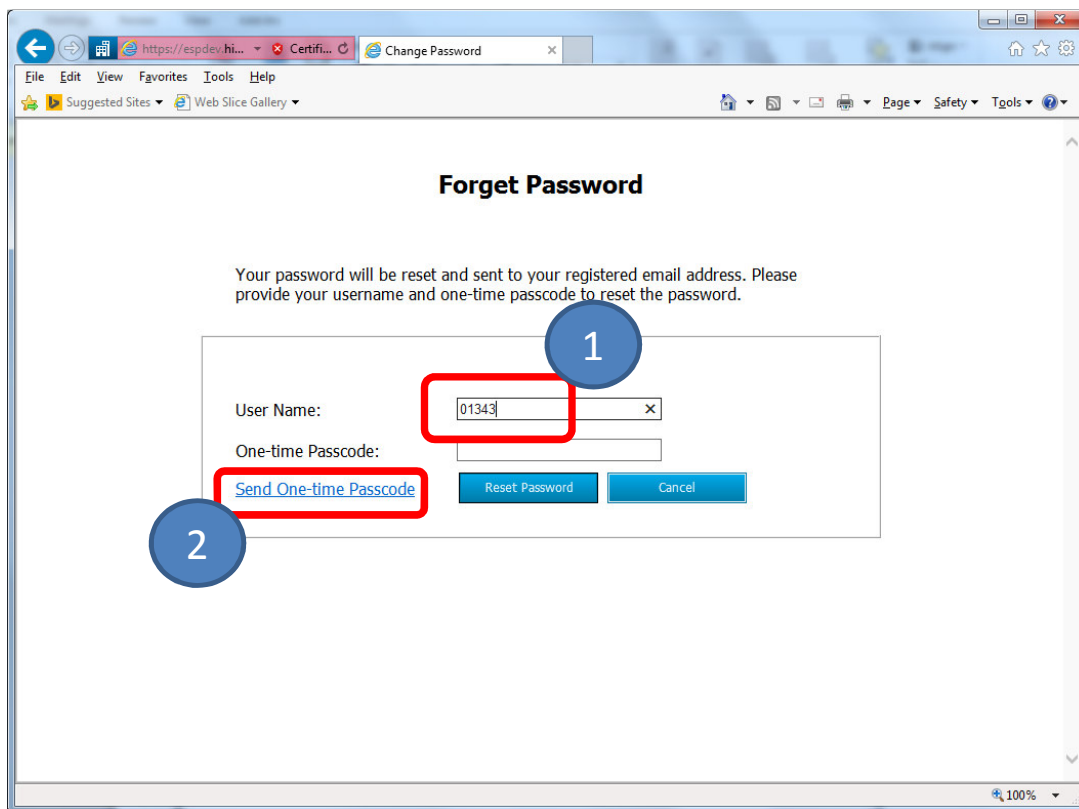 https://espdev.hi...
Certifi...
Change Password
File Edit View Favorites Tools Help
Suggested Sites Web Slice Gallery
Page Safety Tools
Forget Password
Your password will be reset and sent to your registered email address. Please
provide your username and one-time passcode to reset the password.
1
User Name: 01343
One-time Passcode:
Send One-time Passcode Reset Password Cancel
2
100%